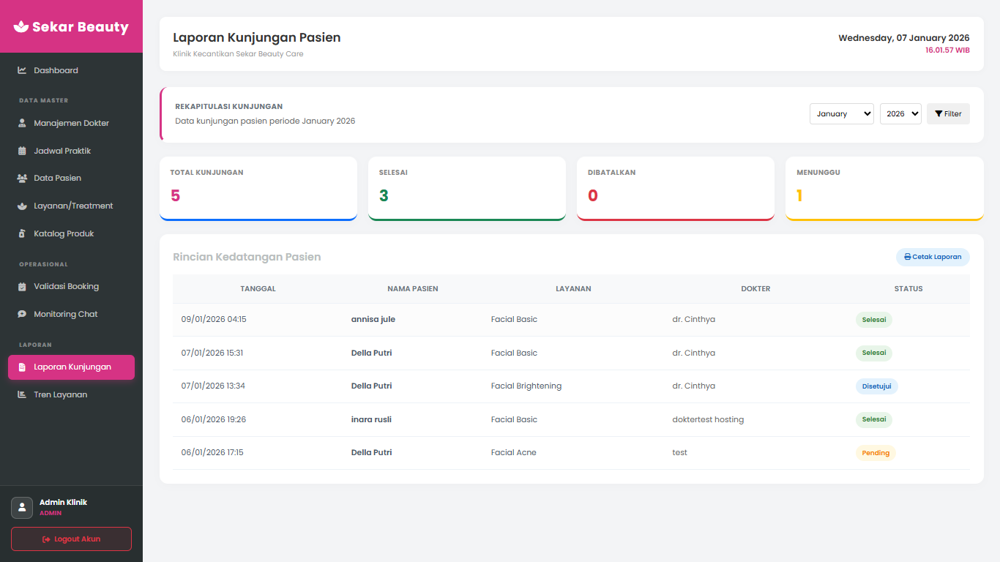 Sekar Beauty
Dashboard
DATA MASTER
Manajemen Dokter
Jadwal Praktik
Data Pasien
Layanan/Treatment
Katalog Produk
OPERASIONAL
Validasi Booking
Monitoring Chat
LAPORAN
Laporan Kunjungan
Tren Layanan
Admin Klinik
ADMIN
Logout Akun
Laporan Kunjungan Pasien
Klinik Kecantikan Sekar Beauty Care
Wednesday, 07 January 2026
16.01.57 WIB
REKAPITULASI KUNJUNGAN
Data kunjungan pasien periode January 2026
January 2026 Filter
TOTAL KUNJUNGAN
5
SELESAI
3
DIBATALKAN
0
MENUNGGU
1
Rincian Kedatangan Pasien
Cetak Laporan
TANGGAL NAMA PASIEN LAYANAN DOKTER STATUS
09/01/2026 04:15 annisa jule Facial Basic dr. Cinthya Selesai
07/01/2026 15:31 Della Putri Facial Basic dr. Cinthya Selesai
07/01/2026 13:34 Della Putri Facial Brightening dr. Cinthya Disetujui
06/01/2026 19:26 inara rusli Facial Basic doktertest hosting Selesai
06/01/2026 17:15 Della Putri Facial Acne test Pending